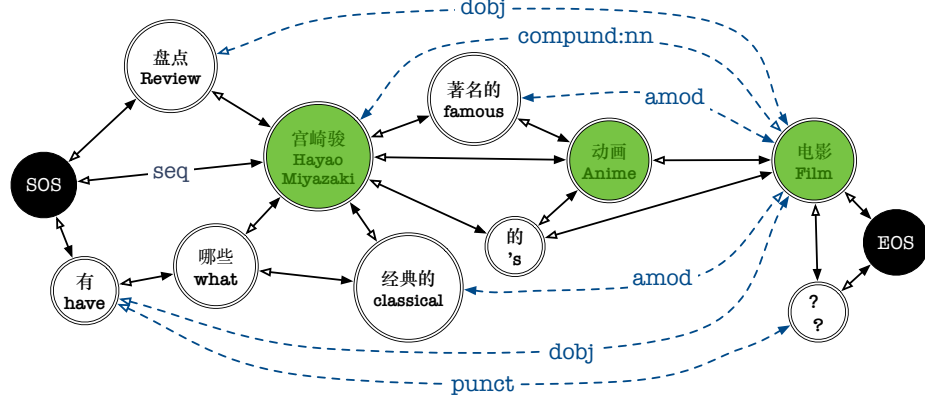 dobj
compund:nn
盘点
Review
著名的
famous
amod
宫崎骏
Hayao
Miyazaki
动画
Anime
电影
Film
SOS
seq
的
's
EOS
哪些
what
有
have
经典的
classical
amod
?
?
dobj
punct